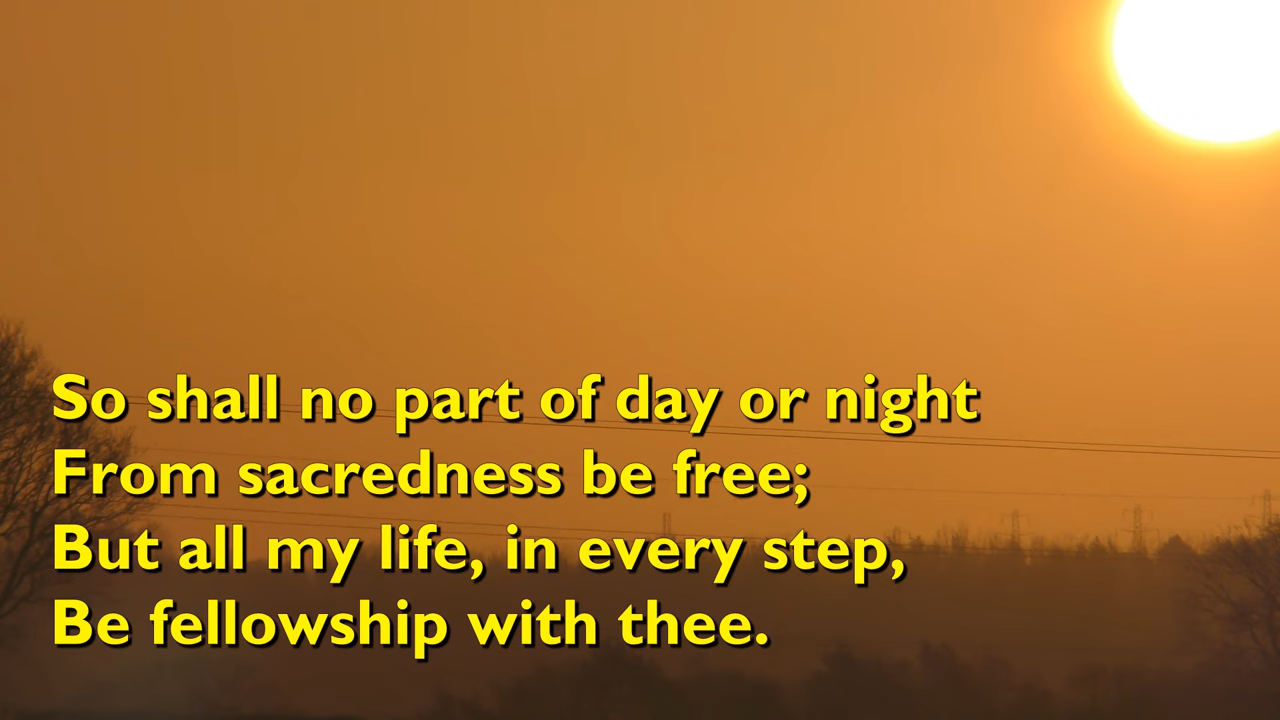 So shall no part of day or night
From sacredness be free;
But all my life, in every step,
Be fellowship with thee.